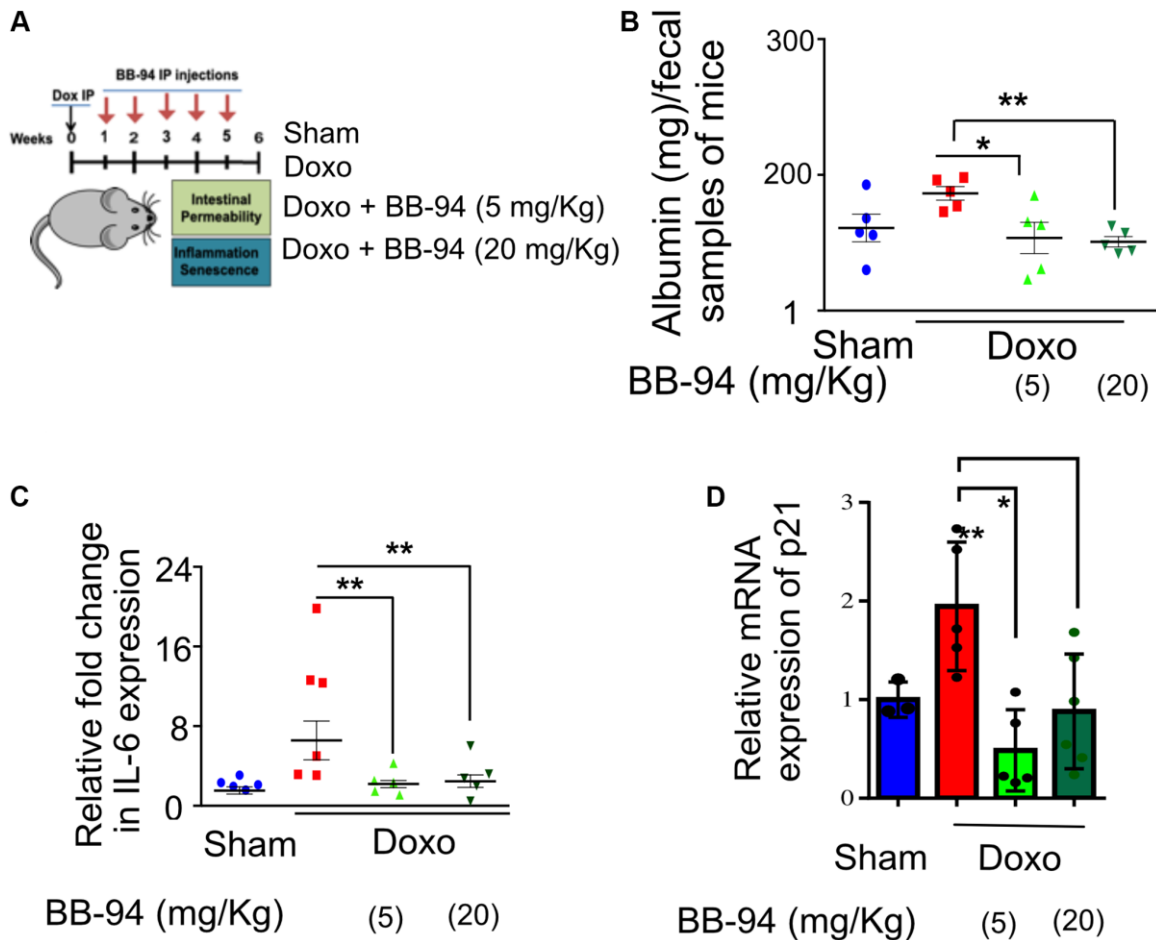 A
BB-94 IP injections
Dox IP
Weeks 0 1 2 3 4 5 6
Sham
Doxo
Intestinal
Permeability
Doxo + BB-94 (5 mg/Kg)
Inflammation
Senescence
Doxo + BB-94 (20 mg/Kg)
B
Albumin (mg)/fecal
samples of mice
300
200
1
**
*
Sham
Doxo
BB-94 (mg/Kg) (5) (20)
C
Relative fold change
in IL-6 expression
24
16
8
0
**
**
Sham
Doxo
BB-94 (mg/Kg) (5) (20)
D
Relative mRNA
expression of p21
3
2
1
0
*
**
Sham
Doxo
BB-94 (mg/Kg) (5) (20)